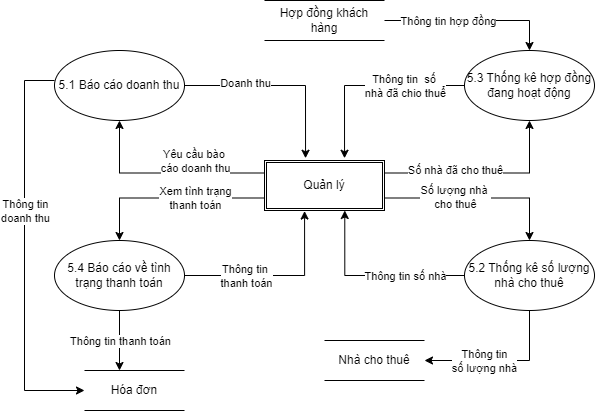 Hợp đồng khách
hàng
Thông tin hợp đồng
5.1 Báo cáo doanh thu
Doanh thu
Thông tin số
nhà đã chio thuế
5.3 Thống kê hợp đồng
đang hoạt động
Yêu cầu bào
cáo doanh thu
Quản lý
Số nhà đã cho thuê
Xem tình trạng
thanh toán
Số lượng nhà
cho thuê
Thông tin
doanh thu
5.4 Báo cáo về tình
trạng thanh toán
Thông tin
thanh toán
Thông tin số nhà
5.2 Thống kê số lượng
nhà cho thuê
Thông tin thanh toán
Nhà cho thuê
Thông tin
số lượng nhà
Hóa đơn